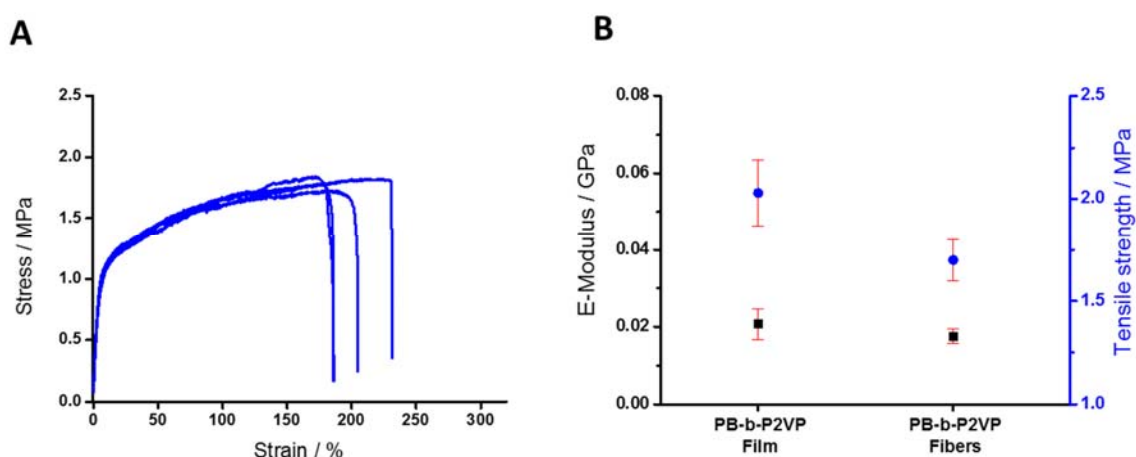 A
2.5
2.0
1.5
1.0
0.5
0.0
Stress / MPa
0 50 100 150 200 250 300
Strain / %
B
0.08
0.06
0.04
0.02
0.00
E-Modulus / GPa
PB-b-P2VP
Film
PB-b-P2VP
Fibers
2.5
2.0
1.5
1.0
Tensile strength / MPa